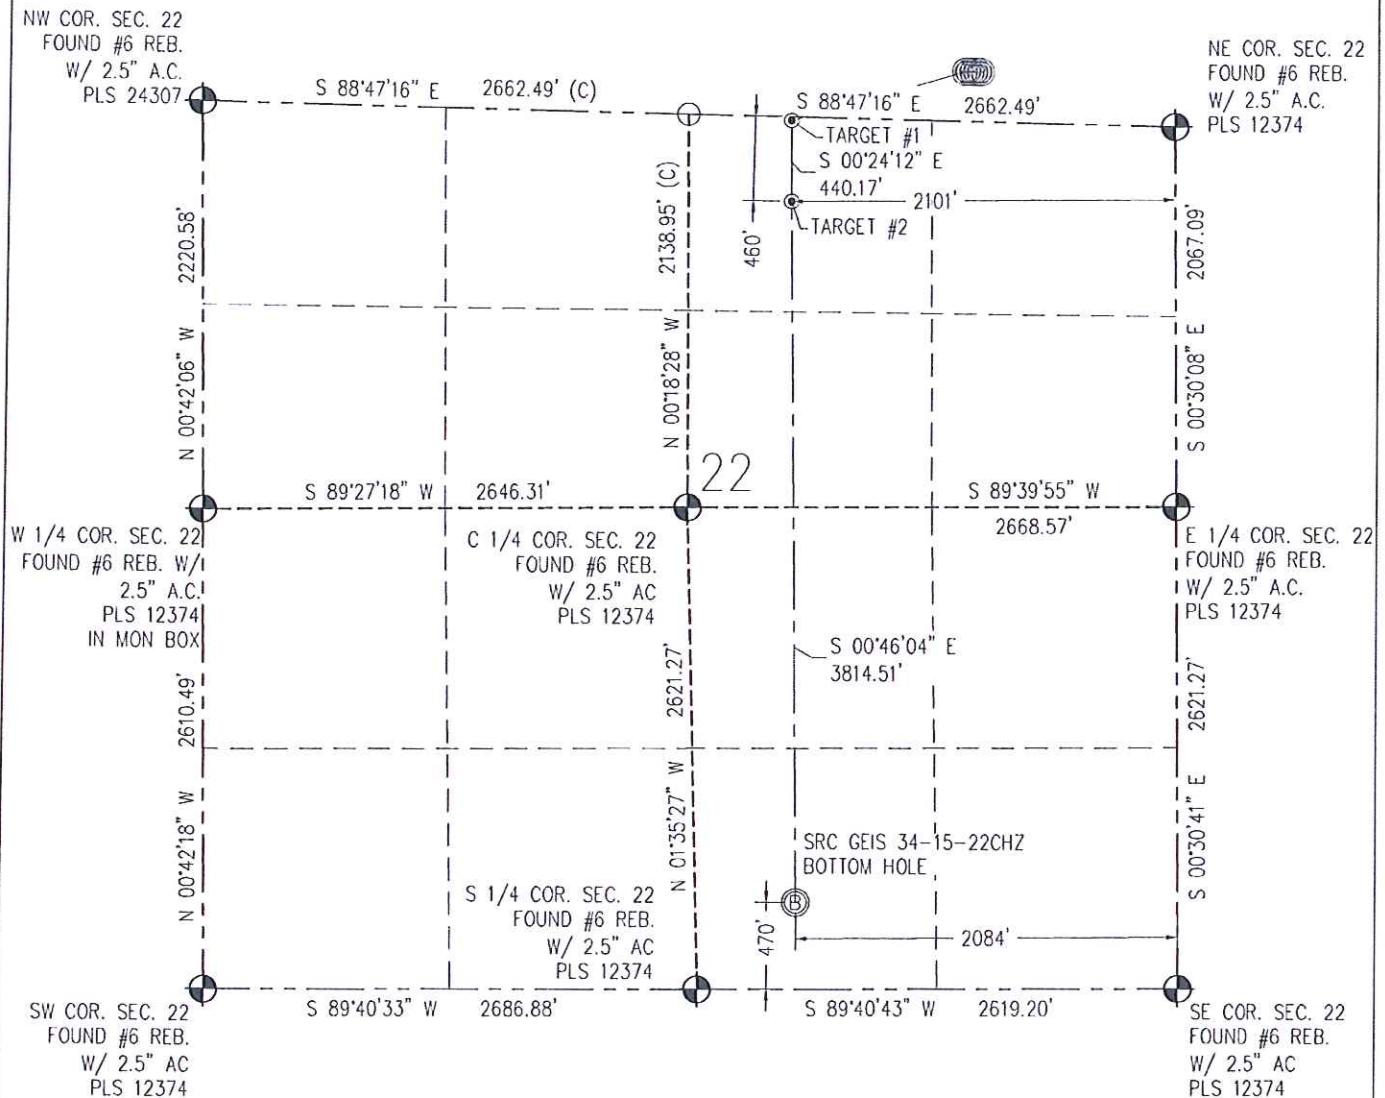 NW COR. SEC. 22
FOUND #6 REB.
W/ 2.5" A.C.
PLS 24307
S 88°47'16" E 2662.49' (C)
S 88°47'16" E 2662.49'
NE COR. SEC. 22
FOUND #6 REB.
W/ 2.5" A.C.
PLS 12374
TARGET #1
S 00°24'12" E
440.17'
2101'
TARGET #2
460'
2220.58'
N 00°42'06" W
2138.95' (C)
N 00°18'28" W
2067.09'
S 00°30'08" E
22
S 89°27'18" W 2646.31'
S 89°39'55" W
2668.57'
W 1/4 COR. SEC. 22
FOUND #6 REB. W/
2.5" A.C.
PLS 12374
IN MON BOX
C 1/4 COR. SEC. 22
FOUND #6 REB.
W/ 2.5" AC
PLS 12374
E 1/4 COR. SEC. 22
FOUND #6 REB.
W/ 2.5" A.C.
PLS 12374
S 00°46'04" E
3814.51'
2610.49'
N 00°42'18" W
2621.27'
N 01°35'27" W
2621.27'
S 00°30'41" E
SRC GEIS 34-15-22CHZ
BOTTOM HOLE
B
470'
2084'
S 1/4 COR. SEC. 22
FOUND #6 REB.
W/ 2.5" AC
PLS 12374
SW COR. SEC. 22
FOUND #6 REB.
W/ 2.5" AC
PLS 12374
S 89°40'33" W 2686.88'
S 89°40'43" W 2619.20'
SE COR. SEC. 22
FOUND #6 REB.
W/ 2.5" AC
PLS 12374